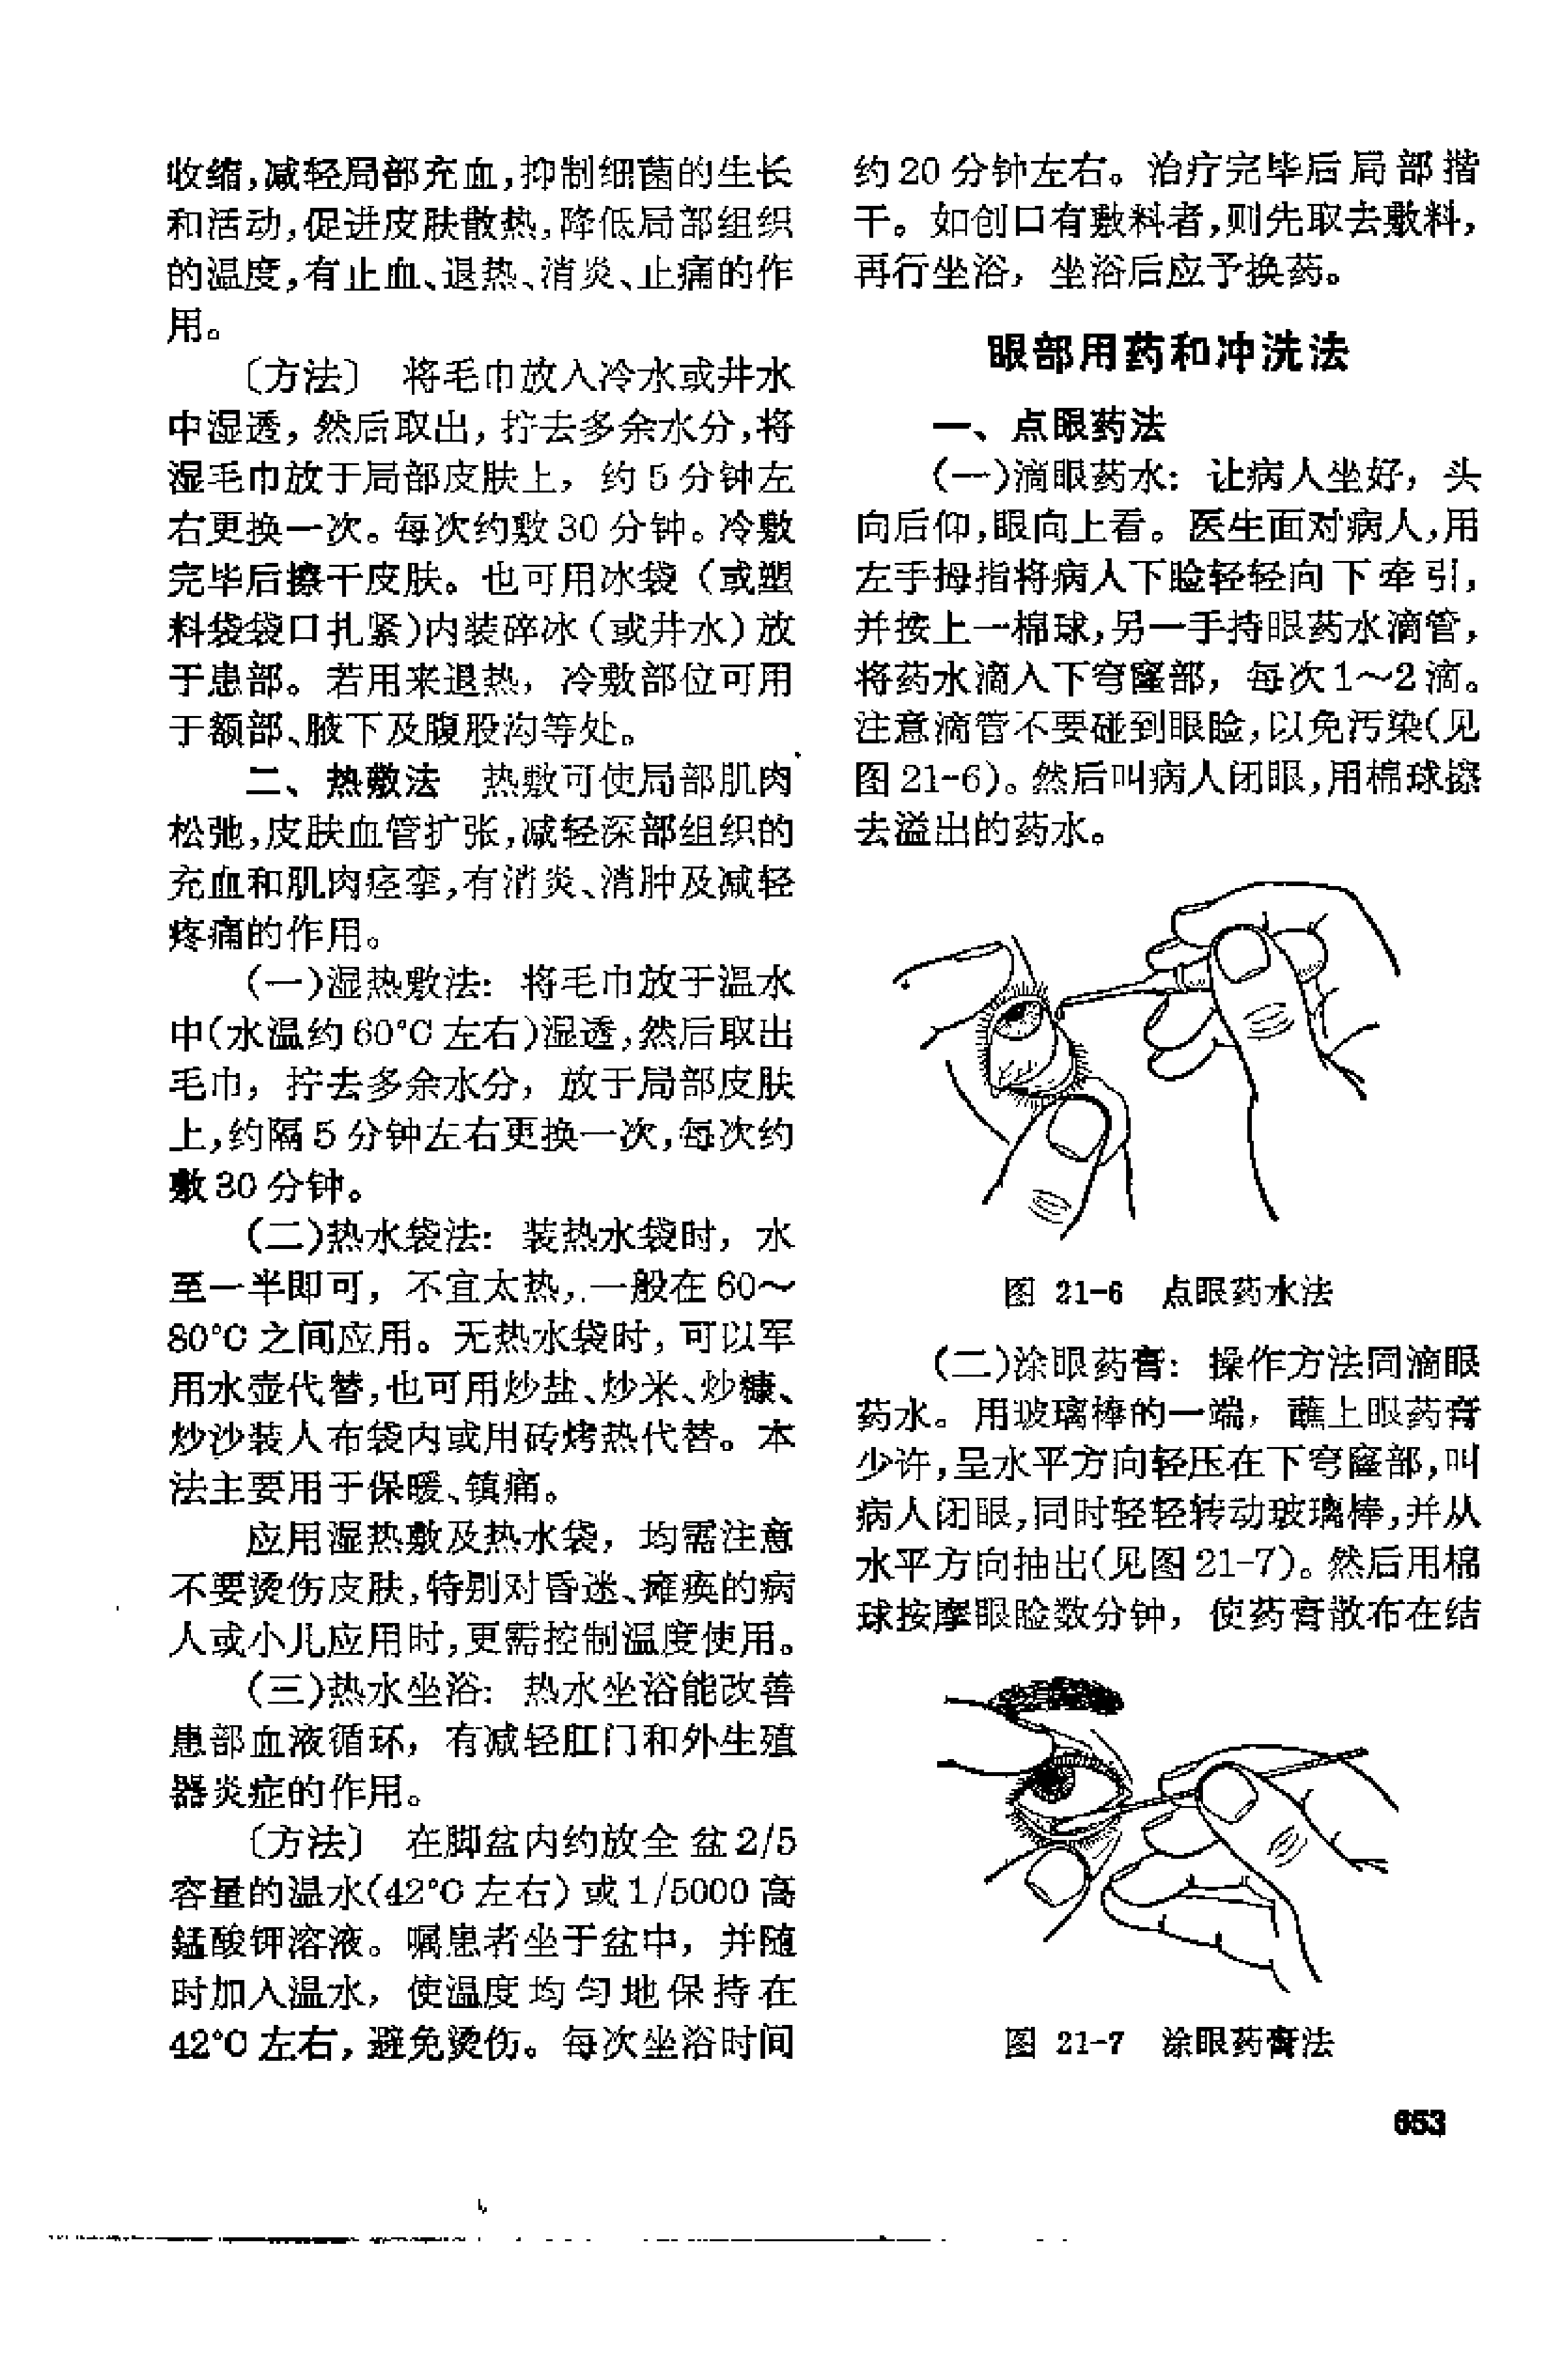 收缩,减轻局部充血,抑制细菌的生长
和活动,促进皮肤散热,降低局部组织
的温度,有止血、退热、消炎、止痛的作
用。
〔方法〕 将毛巾放入冷水或井水
中湿透,然后取出,拧去多余水分,将
湿毛巾放于局部皮肤上,约5分钟左
右更换一次。每次约敷30分钟。冷敷
完毕后擦干皮肤。也可用冰袋(或塑
料袋袋口扎紧)内装碎冰(或井水)放
于患部。若用来退热,冷敷部位可用
于额部、腋下及腹股沟等处。
二、热敷法 热敷可使局部肌肉
松弛,皮肤血管扩张,减轻深部组织的
充血和肌肉痉挛,有消炎、消肿及减轻
疼痛的作用。
(一)湿热敷法: 将毛巾放于温水
中(水温约60°C左右)湿透,然后取出
毛巾,拧去多余水分,放于局部皮肤
上,约隔5分钟左右更换一次,每次约
敷30分钟。
(二)热水袋法: 装热水袋时,水
至一半即可,不宜太热,一般在60～
80°C之间应用。无热水袋时,可以军
用水壶代替,也可用炒盐、炒米、炒糠、
炒沙装入布袋内或用砖烤热代替。本
法主要用于保暖、镇痛。
应用湿热敷及热水袋,均需注意
不要烫伤皮肤,特别对昏迷、瘫痪的病
人或小儿应用时,更需控制温度使用。
(三)热水坐浴: 热水坐浴能改善
患部血液循环,有减轻肛门和外生殖
器炎症的作用。
〔方法〕 在脚盆内约放全盆2/5
容量的温水(42°C左右)或1/5000高
锰酸钾溶液。嘱患者坐于盆中,并随
时加入温水,使温度均匀地保持在
42°C左右,避免烫伤。每次坐浴时间
约20分钟左右。治疗完毕后局部揩
干。如创口有敷料者,则先取去敷料,
再行坐浴,坐浴后应予换药。
眼部用药和冲洗法
一、点眼药法
(一)滴眼药水: 让病人坐好,头
向后仰,眼向上看。医生面对病人,用
左手拇指将病人下睑轻轻向下牵引,
并按上一棉球,另一手持眼药水滴管,
将药水滴入下穹窿部,每次1～2滴。
注意滴管不要碰到眼睑,以免污染(见
图21-6)。然后叫病人闭眼,用棉球擦
去溢出的药水。
图 21-6 点眼药水法
(二)涂眼药膏: 操作方法同滴眼
药水。用玻璃棒的一端,蘸上眼药膏
少许,呈水平方向轻压在下穹窿部,叫
病人闭眼,同时轻轻转动玻璃棒,并从
水平方向抽出(见图21-7)。然后用棉
球按摩眼睑数分钟,使药膏散布在结
图 21-7 涂眼药膏法
653